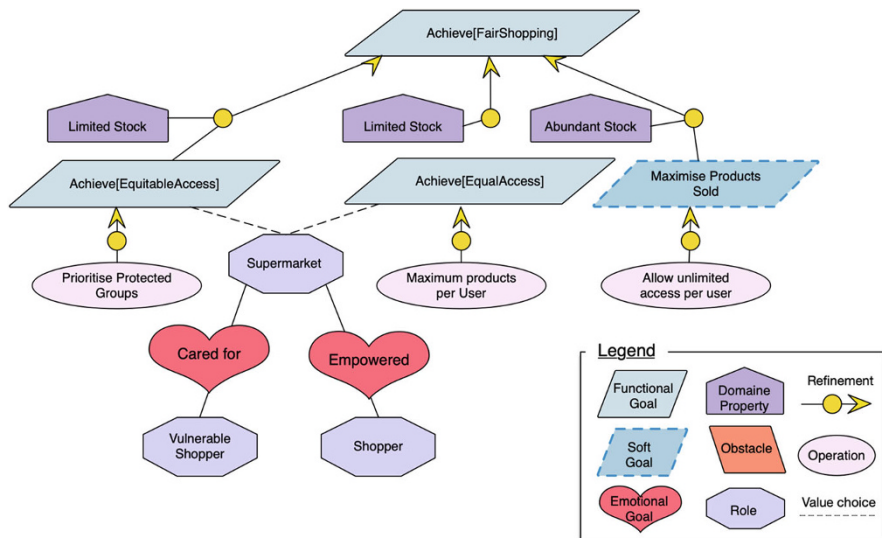 Achieve[FairShopping]
Limited Stock
Limited Stock
Abundant Stock
Achieve[EquitableAccess]
Achieve[EqualAccess]
Maximise Products
Sold
Supermarket
Prioritise Protected
Groups
Maximum products
per User
Allow unlimited
access per user
Cared for
Empowered
Vulnerable
Shopper
Shopper
Legend
Functional
Goal
Domaine
Property
Refinement
Soft
Goal
Obstacle
Operation
Emotional
Goal
Role
Value choice